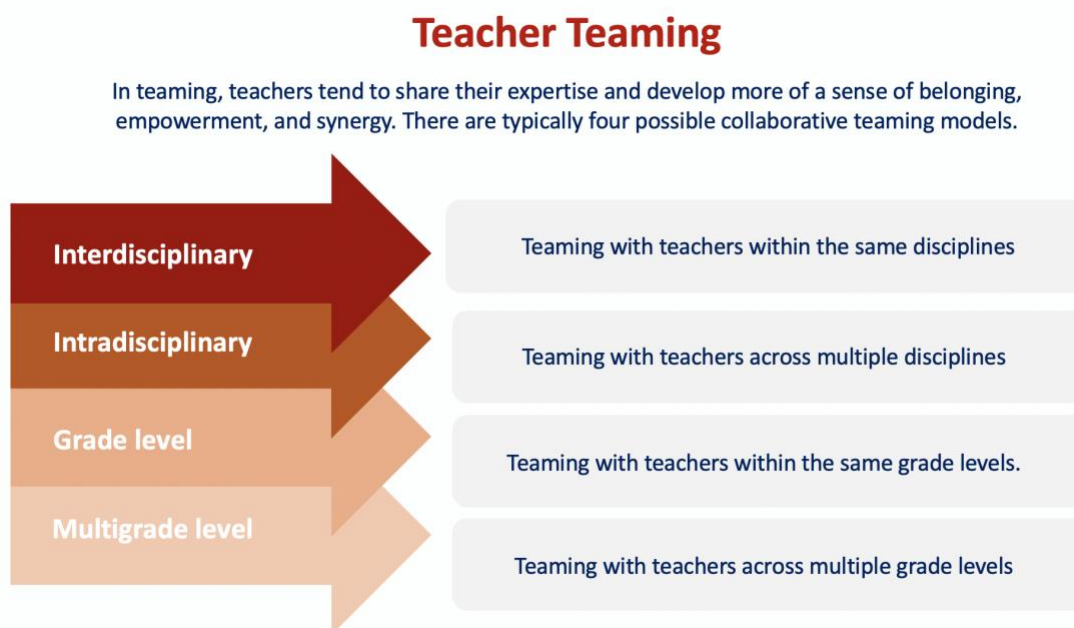 Teacher Teaming
In teaming, teachers tend to share their expertise and develop more of a sense of belonging,
empowerment, and synergy. There are typically four possible collaborative teaming models.
Interdisciplinary
Teaming with teachers within the same disciplines
Intradisciplinary
Teaming with teachers across multiple disciplines
Grade level
Teaming with teachers within the same grade levels.
Multigrade level
Teaming with teachers across multiple grade levels